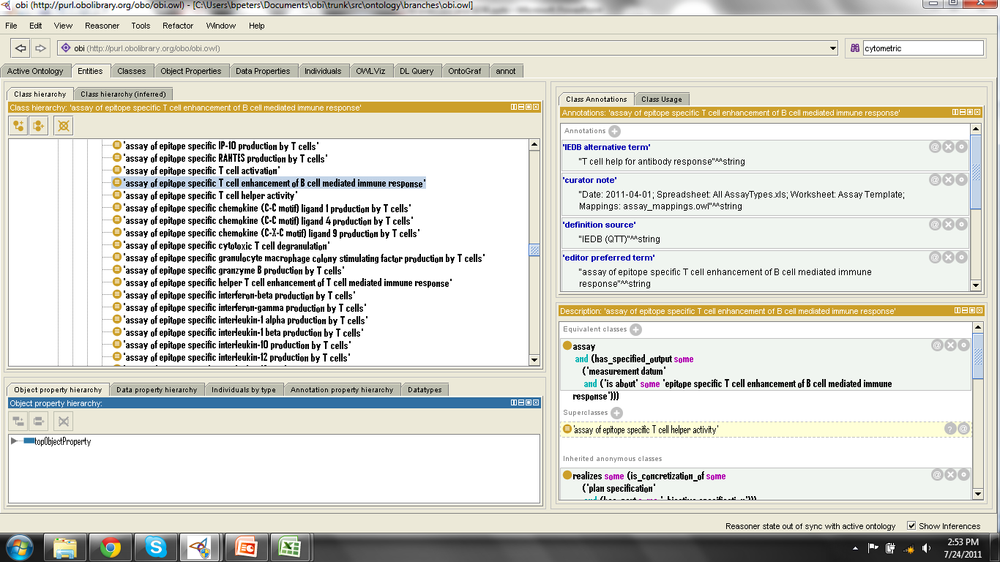 obi (http://purl.obolibrary.org/obo/obi.owl) - [C:\Users\bpeters\Documents\obi\trunk\src\ontology\branches\obi.owl]
File Edit View Reasoner Tools Refactor Window Help
obi (http://purl.obolibrary.org/obo/obi.owl)
cytometric
Active Ontology Entities Classes Object Properties Data Properties Individuals OWLViz DL Query OntoGraf annot
Class hierarchy Class hierarchy (inferred)
Class hierarchy: 'assay of epitope specific T cell enhancement of B cell mediated immune response'
'assay of epitope specific IP-10 production by T cells'
'assay of epitope specific RANTES production by T cells'
'assay of epitope specific T cell activation'
'assay of epitope specific T cell enhancement of B cell mediated immune response'
'assay of epitope specific T cell helper activity'
'assay of epitope specific chemokine (C-C motif) ligand 1 production by T cells'
'assay of epitope specific chemokine (C-C motif) ligand 4 production by T cells'
'assay of epitope specific chemokine (C-X-C motif) ligand 9 production by T cells'
'assay of epitope specific cytotoxic T cell degranulation'
'assay of epitope specific granulocyte macrophage colony stimulating factor production by T cells'
'assay of epitope specific granzyme B production by T cells'
'assay of epitope specific helper T cell enhancement of T cell mediated immune response'
'assay of epitope specific interferon-beta production by T cells'
'assay of epitope specific interferon-gamma production by T cells'
'assay of epitope specific interleukin-1 alpha production by T cells'
'assay of epitope specific interleukin-1 beta production by T cells'
'assay of epitope specific interleukin-10 production by T cells'
'assay of epitope specific interleukin-12 production by T cells'
Object property hierarchy Data property hierarchy Individuals by type Annotation property hierarchy Datatypes
Object property hierarchy:
topObjectProperty
Class Annotations Class Usage
Annotations: 'assay of epitope specific T cell enhancement of B cell mediated immune response'
Annotations
'IEDB alternative term'
"T cell help for antibody response"^^string
'curator note'
"Date: 2011-04-01; Spreadsheet: All AssayTypes.xls; Worksheet: Assay Template;
Mappings: assay_mappings.owl"^^string
'definition source'
"IEDB (QTT)"^^string
'editor preferred term'
"assay of epitope specific T cell enhancement of B cell mediated immune
response"^^string
Description: 'assay of epitope specific T cell enhancement of B cell mediated immune response'
Equivalent classes
assay
and (has_specified_output some
('measurement datum'
and ('is about' some 'epitope specific T cell enhancement of B cell mediated immune
response')))
Superclasses
'assay of epitope specific T cell helper activity'
Inherited anonymous classes
realizes some (is_concretization_of some
('plan specification'
Reasoner state out of sync with active ontology Show Inferences
2:53 PM
7/24/2011